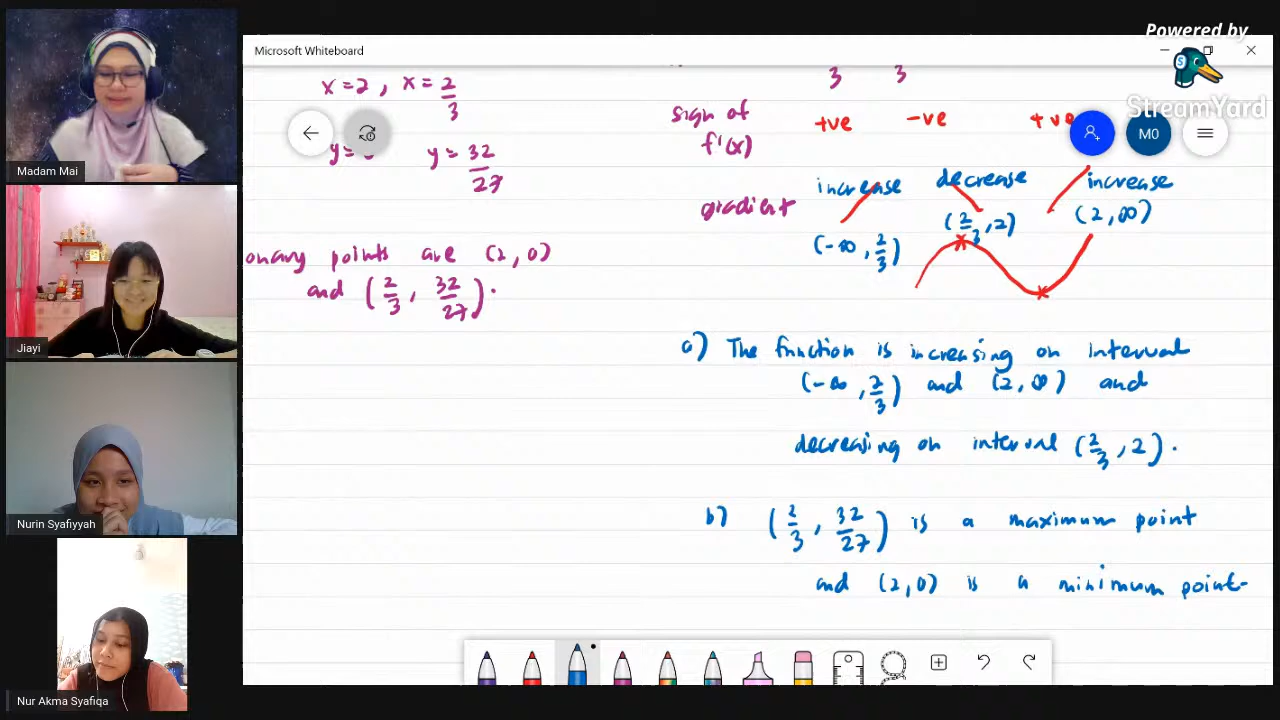 Powered by
StreamYard
Microsoft Whiteboard
Madam Mai
Jiayi
Nurin Syafiyyah
Nur Akma Syafiqa
M0
x = 2 , x = 2/3
y = y = 32/27
onary points are (2, 0)
and (2/3, 32/27).
3 3
sign of +ve -ve +ve
f'(x)
increase decrease increase
gradient
(-∞, 2/3) (2/3, 2) (2, ∞)
a) The function is increasing on interval
(-∞, 2/3) and (2, ∞) and
decreasing on interval (2/3, 2).
b) (2/3, 32/27) is a maximum point
and (2, 0) is a minimum point.